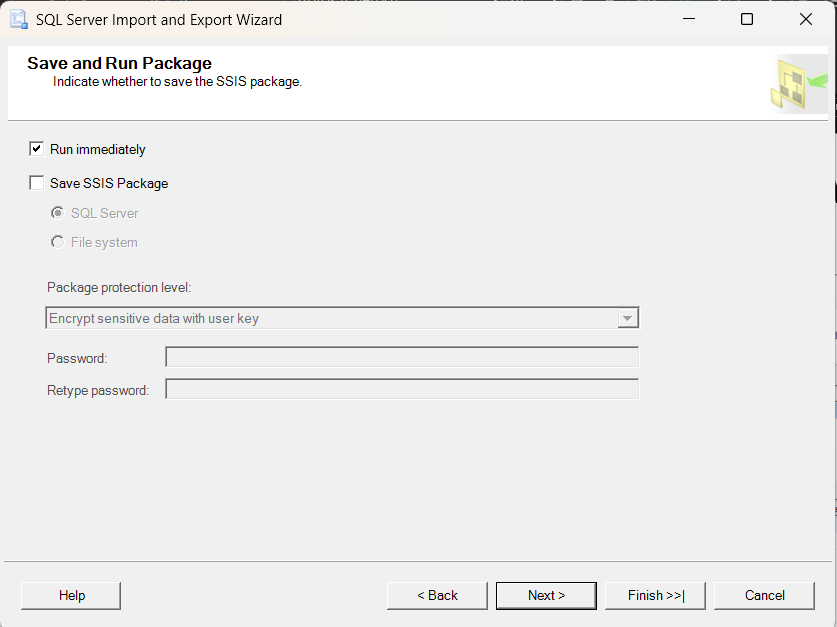 SQL Server Import and Export Wizard
Save and Run Package
Indicate whether to save the SSIS package.
Run immediately
Save SSIS Package
SQL Server
File system
Package protection level:
Encrypt sensitive data with user key
Password:
Retype password:
Help
< Back
Next >
Finish >>|
Cancel